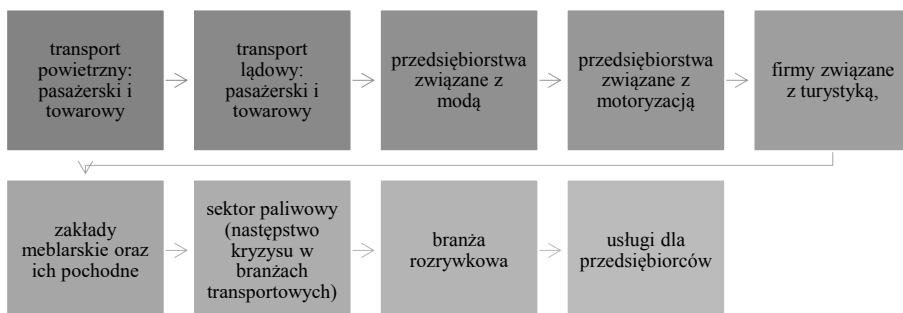 transport
powietrzny:
pasażerski i
towarowy
transport
lądowy:
pasażerski i
towarowy
przedsiębiorstwa
związane z
modą
przedsiębiorstwa
związane z
motoryzacją
firmy związane
z turystyką,
zakłady
meblarskie oraz
ich pochodne
sektor paliwowy
(następstwo
kryzysu w
branżach
transportowych)
branża
rozrywkowa
usługi dla
przedsiębiorców